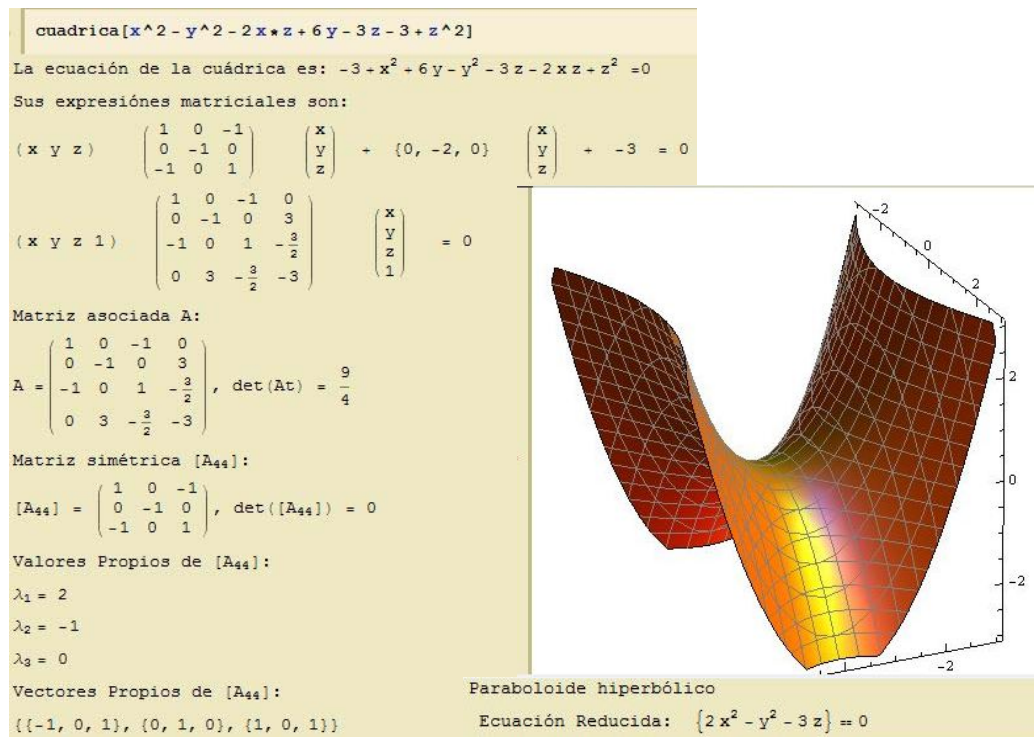 cuadrica[x^2 - y^2 - 2 x * z + 6 y - 3 z - 3 + z^2]
La ecuación de la cuádrica es: -3 + x² + 6 y - y² - 3 z - 2 x z + z² =0
Sus expresiónes matriciales son:
1 0 -1 x x
(x y z) 0 -1 0 y + {0, -2, 0} y + -3 = 0
-1 0 1 z z
1 0 -1 0 x
0 -1 0 3 y
(x y z 1) -1 0 1 -3/2 z = 0
0 3 -3/2 -3 1
Matriz asociada A:
1 0 -1 0
0 -1 0 3
A = -1 0 1 -3/2 , det(At) = 9/4
0 3 -3/2 -3
Matriz simétrica [A₄₄]:
1 0 -1
[A₄₄] = 0 -1 0 , det([A₄₄]) = 0
-1 0 1
Valores Propios de [A₄₄]:
λ₁ = 2
λ₂ = -1
λ₃ = 0
Vectores Propios de [A₄₄]:
{{-1, 0, 1}, {0, 1, 0}, {1, 0, 1}}
-2
0
2
2
0
-2
-2
Paraboloide hiperbólico
Ecuación Reducida: {2 x² - y² - 3 z} == 0